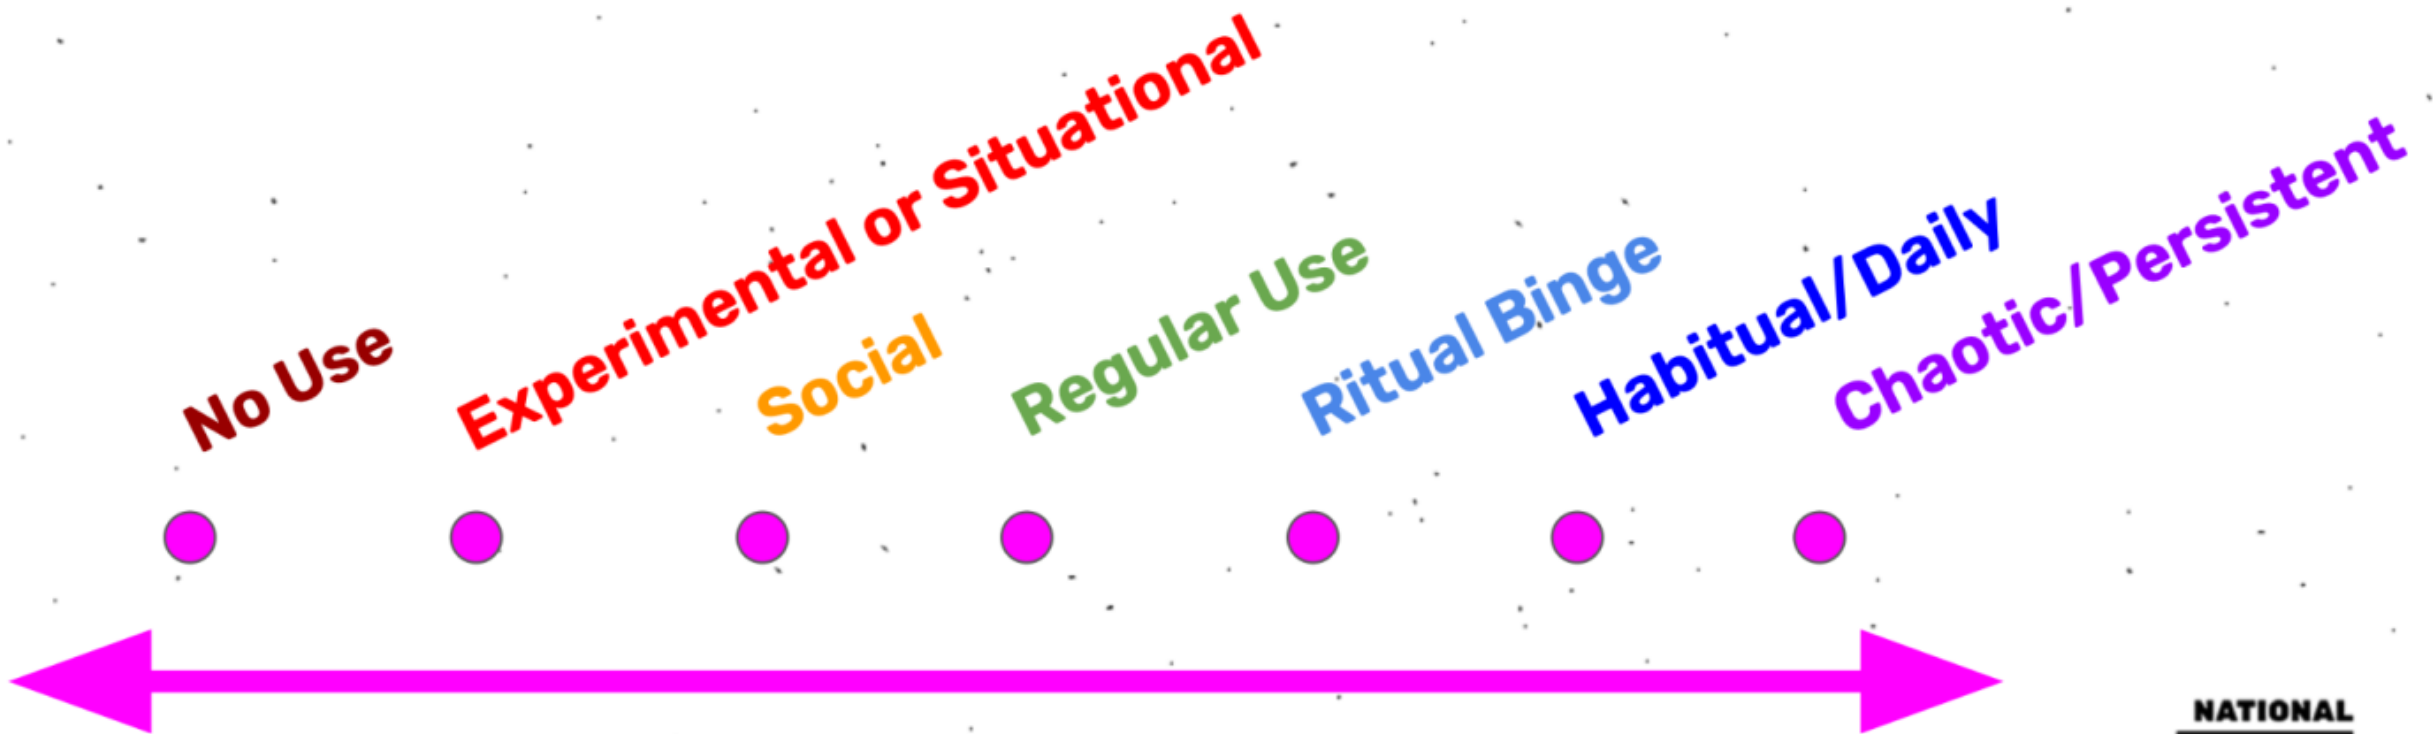 No Use
Experimental or Situational
Social
Regular Use
Ritual Binge
Habitual/Daily
Chaotic/Persistent
NATIONAL